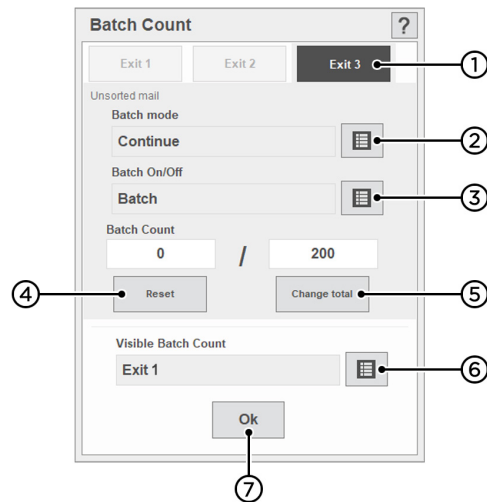 Batch Count ?
Exit 1 Exit 2 Exit 3 1
Unsorted mail
Batch mode
Continue 2
Batch On/Off
Batch 3
Batch Count
0 / 200
4 Reset Change total 5
Visible Batch Count
Exit 1 6
Ok
7